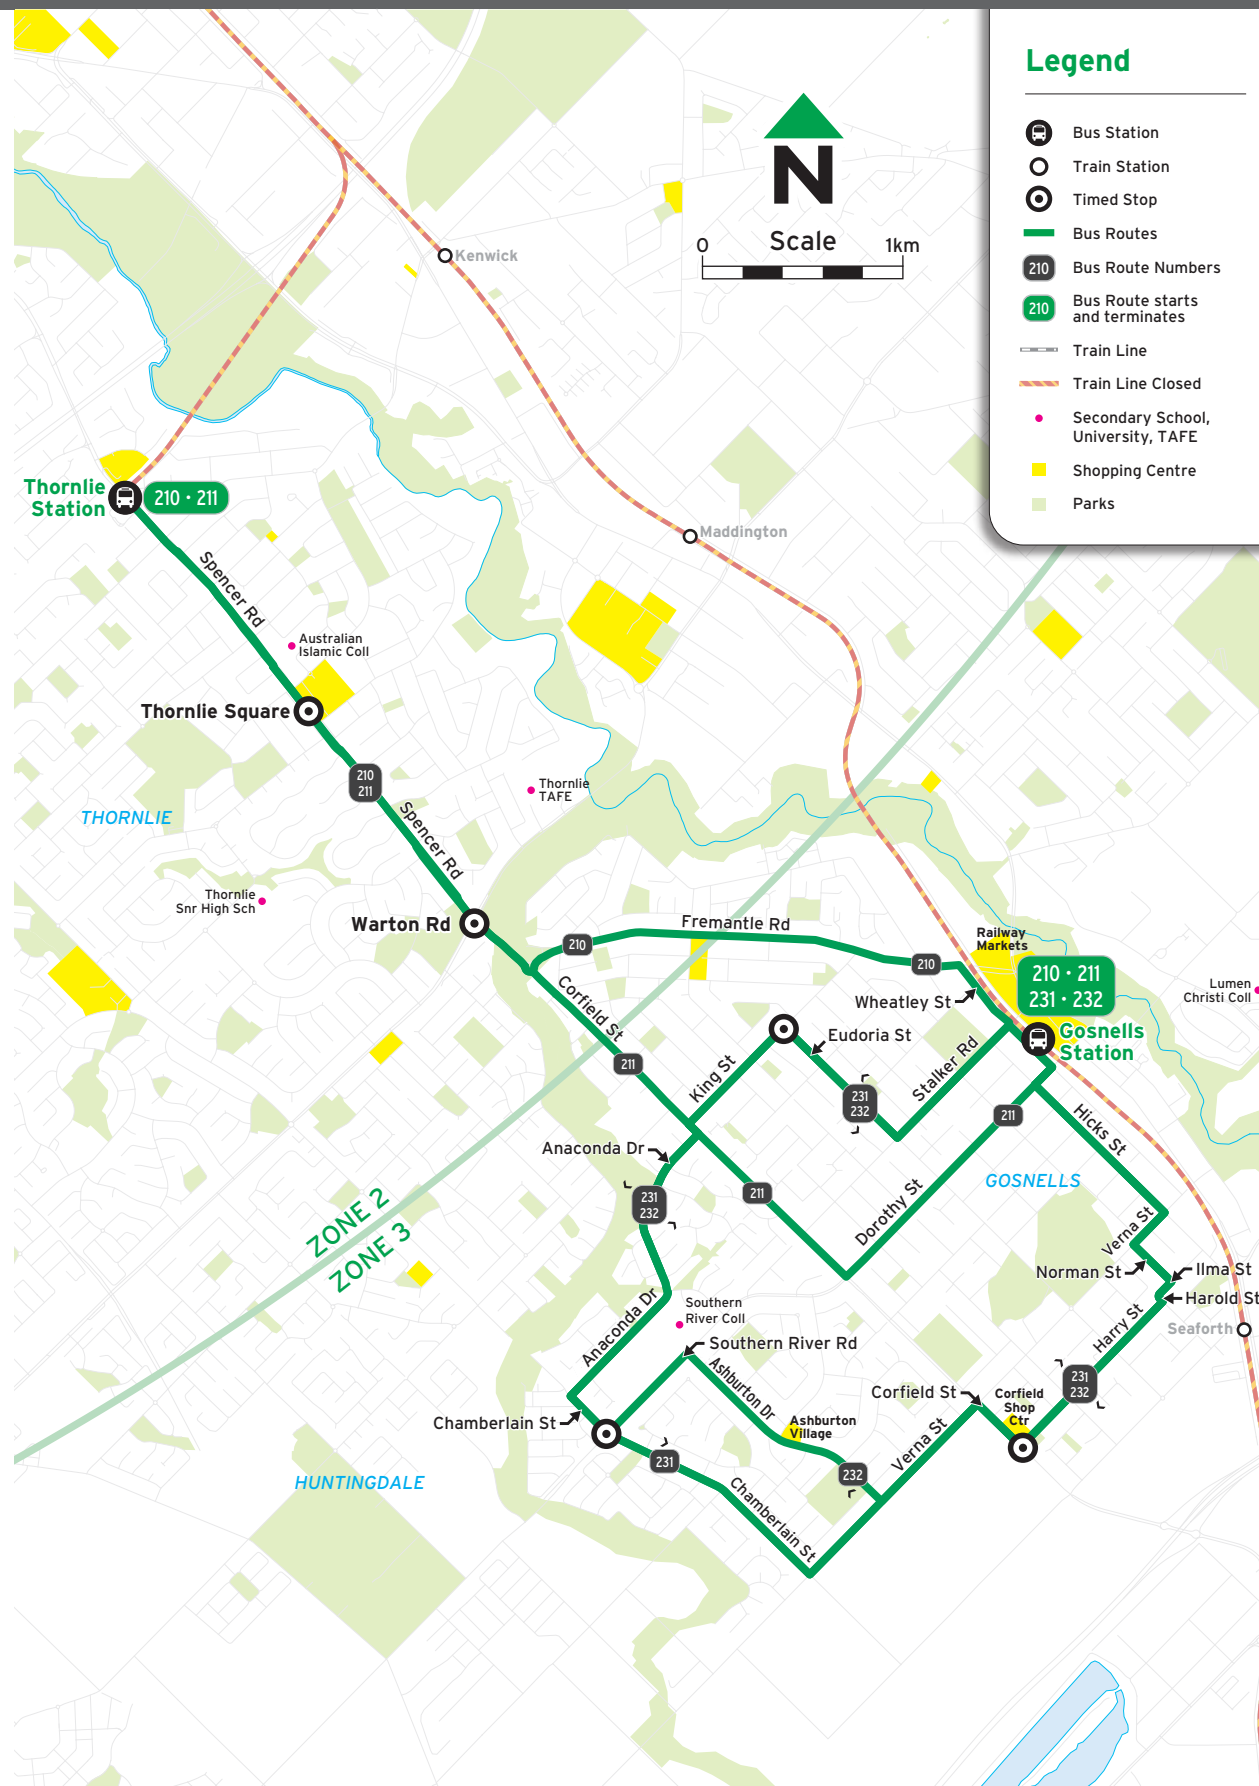 Legend
Bus Station
Train Station
Timed Stop
Bus Routes
210
Bus Route Numbers
210
Bus Route starts
and terminates
Train Line
Train Line Closed
Secondary School,
University, TAFE
Shopping Centre
Parks
N
Scale
0
1km
Kenwick
Maddington
Thornlie
Station
210 · 211
Spencer Rd
Australian
Islamic Coll
Thornlie Square
210
211
Thornlie
TAFE
THORNLIE
Spencer Rd
Thornlie
Snr High Sch
Warton Rd
Fremantle Rd
210
210
Railway
Markets
210 · 211
231 · 232
Lumen
Christi Coll
Wheatley St
Gosnells
Station
Corfield St
Eudoria St
211
King St
Stalker Rd
231
232
211
Hicks St
Anaconda Dr
GOSNELLS
231
232
211
Dorothy St
ZONE 2
ZONE 3
Verna St
Norman St
Ilma St
Harold St
Seaforth
Southern
River Coll
Anaconda Dr
Southern River Rd
Harry St
Ashburton Dr
231
232
Corfield St
Corfield
Shop
Ctr
Chamberlain St
Ashburton
Village
Verna St
231
232
HUNTINGDALE
Chamberlain St